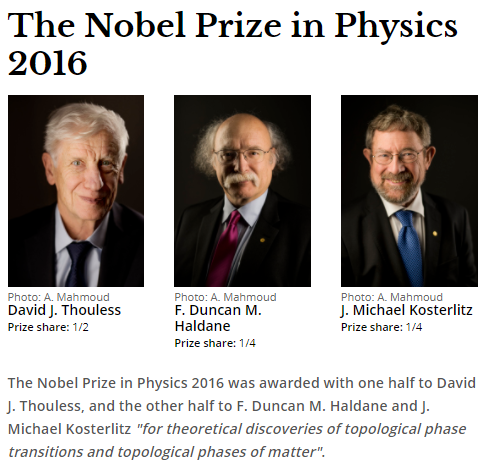 The Nobel Prize in Physics
2016
Photo: A. Mahmoud
David J. Thouless
Prize share: 1/2
Photo: A. Mahmoud
F. Duncan M.
Haldane
Prize share: 1/4
Photo: A. Mahmoud
J. Michael Kosterlitz
Prize share: 1/4
The Nobel Prize in Physics 2016 was awarded with one half to David
J. Thouless, and the other half to F. Duncan M. Haldane and J.
Michael Kosterlitz "for theoretical discoveries of topological phase
transitions and topological phases of matter".